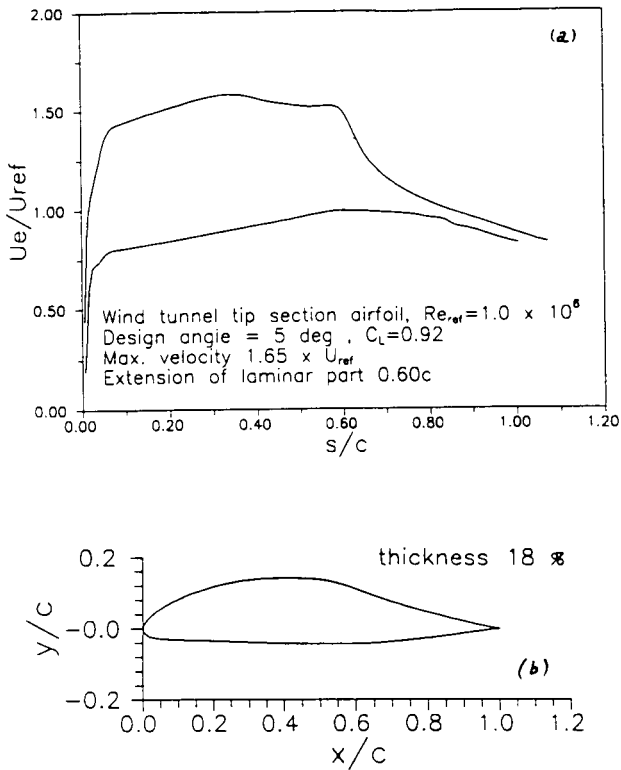 2.00
(a)
1.50
Ue/Uref
1.00
0.50
Wind tunnel tip section airfoil, Re_ref=1.0 x 10^6
Design angle = 5 deg , C_L=0.92
Max. velocity 1.65 x U_ref
Extension of laminar part 0.60c
0.00
0.00 0.20 0.40 0.60 0.80 1.00 1.20
s/c
0.2
thickness 18 %
y/c
-0.0
(b)
-0.2
0.0 0.2 0.4 0.6 0.8 1.0 1.2
x/c